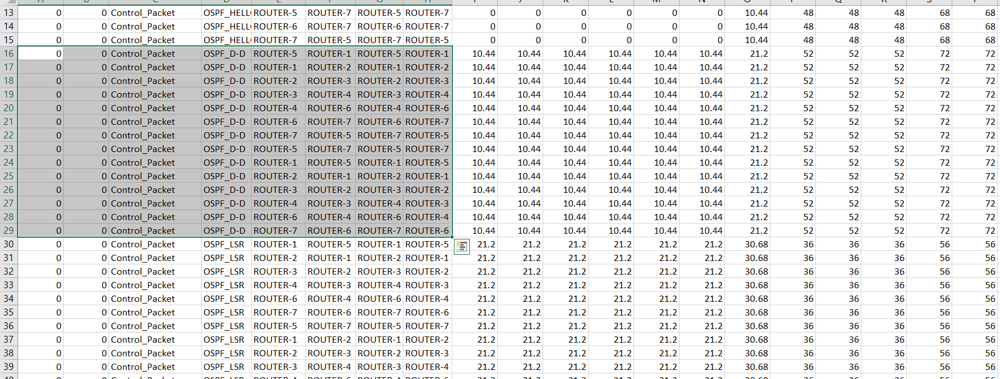 13 0 0 Control_Packet OSPF_HELL ROUTER-5 ROUTER-7 ROUTER-5 ROUTER-7 0 0 0 0 0 0 10.44 48 48 48 68 68
14 0 0 Control_Packet OSPF_HELL ROUTER-6 ROUTER-7 ROUTER-6 ROUTER-7 0 0 0 0 0 0 10.44 48 48 48 68 68
15 0 0 Control_Packet OSPF_HELL ROUTER-7 ROUTER-5 ROUTER-7 ROUTER-5 0 0 0 0 0 0 10.44 48 48 48 68 68
16 0 0 Control_Packet OSPF_D-D ROUTER-5 ROUTER-1 ROUTER-5 ROUTER-1 10.44 10.44 10.44 10.44 10.44 10.44 21.2 52 52 52 72 72
17 0 0 Control_Packet OSPF_D-D ROUTER-1 ROUTER-2 ROUTER-1 ROUTER-2 10.44 10.44 10.44 10.44 10.44 10.44 21.2 52 52 52 72 72
18 0 0 Control_Packet OSPF_D-D ROUTER-2 ROUTER-3 ROUTER-2 ROUTER-3 10.44 10.44 10.44 10.44 10.44 10.44 21.2 52 52 52 72 72
19 0 0 Control_Packet OSPF_D-D ROUTER-3 ROUTER-4 ROUTER-3 ROUTER-4 10.44 10.44 10.44 10.44 10.44 10.44 21.2 52 52 52 72 72
20 0 0 Control_Packet OSPF_D-D ROUTER-4 ROUTER-6 ROUTER-4 ROUTER-6 10.44 10.44 10.44 10.44 10.44 10.44 21.2 52 52 52 72 72
21 0 0 Control_Packet OSPF_D-D ROUTER-6 ROUTER-7 ROUTER-6 ROUTER-7 10.44 10.44 10.44 10.44 10.44 10.44 21.2 52 52 52 72 72
22 0 0 Control_Packet OSPF_D-D ROUTER-7 ROUTER-5 ROUTER-7 ROUTER-5 10.44 10.44 10.44 10.44 10.44 10.44 21.2 52 52 52 72 72
23 0 0 Control_Packet OSPF_D-D ROUTER-5 ROUTER-7 ROUTER-5 ROUTER-7 10.44 10.44 10.44 10.44 10.44 10.44 21.2 52 52 52 72 72
24 0 0 Control_Packet OSPF_D-D ROUTER-1 ROUTER-5 ROUTER-1 ROUTER-5 10.44 10.44 10.44 10.44 10.44 10.44 21.2 52 52 52 72 72
25 0 0 Control_Packet OSPF_D-D ROUTER-2 ROUTER-1 ROUTER-2 ROUTER-1 10.44 10.44 10.44 10.44 10.44 10.44 21.2 52 52 52 72 72
26 0 0 Control_Packet OSPF_D-D ROUTER-3 ROUTER-2 ROUTER-3 ROUTER-2 10.44 10.44 10.44 10.44 10.44 10.44 21.2 52 52 52 72 72
27 0 0 Control_Packet OSPF_D-D ROUTER-4 ROUTER-3 ROUTER-4 ROUTER-3 10.44 10.44 10.44 10.44 10.44 10.44 21.2 52 52 52 72 72
28 0 0 Control_Packet OSPF_D-D ROUTER-6 ROUTER-4 ROUTER-6 ROUTER-4 10.44 10.44 10.44 10.44 10.44 10.44 21.2 52 52 52 72 72
29 0 0 Control_Packet OSPF_D-D ROUTER-7 ROUTER-6 ROUTER-7 ROUTER-6 10.44 10.44 10.44 10.44 10.44 10.44 21.2 52 52 52 72 72
30 0 0 Control_Packet OSPF_LSR ROUTER-1 ROUTER-5 ROUTER-1 ROUTER-5 21.2 21.2 21.2 21.2 21.2 21.2 30.68 36 36 36 56 56
31 0 0 Control_Packet OSPF_LSR ROUTER-2 ROUTER-1 ROUTER-2 ROUTER-1 21.2 21.2 21.2 21.2 21.2 21.2 30.68 36 36 36 56 56
32 0 0 Control_Packet OSPF_LSR ROUTER-3 ROUTER-2 ROUTER-3 ROUTER-2 21.2 21.2 21.2 21.2 21.2 21.2 30.68 36 36 36 56 56
33 0 0 Control_Packet OSPF_LSR ROUTER-4 ROUTER-3 ROUTER-4 ROUTER-3 21.2 21.2 21.2 21.2 21.2 21.2 30.68 36 36 36 56 56
34 0 0 Control_Packet OSPF_LSR ROUTER-6 ROUTER-4 ROUTER-6 ROUTER-4 21.2 21.2 21.2 21.2 21.2 21.2 30.68 36 36 36 56 56
35 0 0 Control_Packet OSPF_LSR ROUTER-7 ROUTER-6 ROUTER-7 ROUTER-6 21.2 21.2 21.2 21.2 21.2 21.2 30.68 36 36 36 56 56
36 0 0 Control_Packet OSPF_LSR ROUTER-5 ROUTER-7 ROUTER-5 ROUTER-7 21.2 21.2 21.2 21.2 21.2 21.2 30.68 36 36 36 56 56
37 0 0 Control_Packet OSPF_LSR ROUTER-1 ROUTER-2 ROUTER-1 ROUTER-2 21.2 21.2 21.2 21.2 21.2 21.2 30.68 36 36 36 56 56
38 0 0 Control_Packet OSPF_LSR ROUTER-2 ROUTER-3 ROUTER-2 ROUTER-3 21.2 21.2 21.2 21.2 21.2 21.2 30.68 36 36 36 56 56
39 0 0 Control_Packet OSPF_LSR ROUTER-3 ROUTER-4 ROUTER-3 ROUTER-4 21.2 21.2 21.2 21.2 21.2 21.2 30.68 36 36 36 56 56